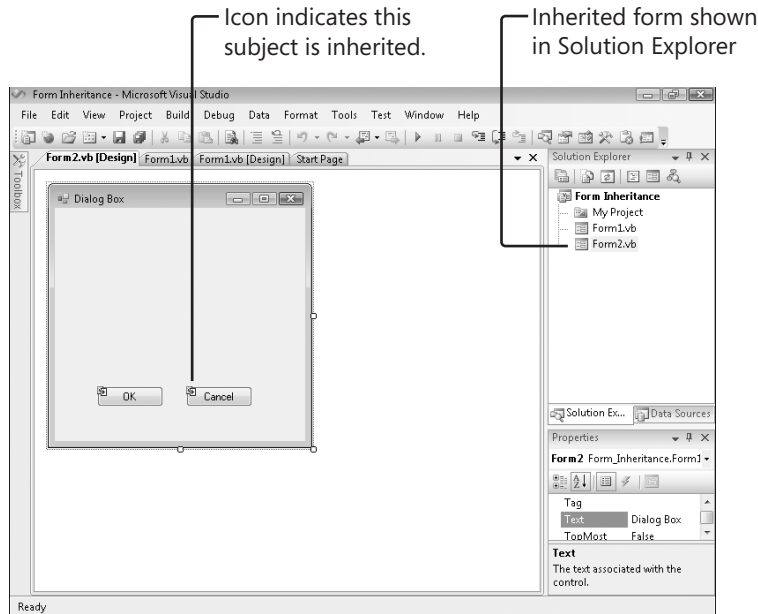 Icon indicates this
subject is inherited.
Inherited form shown
in Solution Explorer
Form Inheritance - Microsoft Visual Studio
File Edit View Project Build Debug Data Format Tools Test Window Help
Toolbox
Form2.vb [Design] Form1.vb Form1.vb [Design] Start Page
Dialog Box
OK
Cancel
Solution Explorer
Form Inheritance
My Project
Form1.vb
Form2.vb
Solution Ex... Data Sources
Properties
Form2 Form_Inheritance.Form1
Tag
Text Dialog Box
TopMost False
Text
The text associated with the
control.
Ready